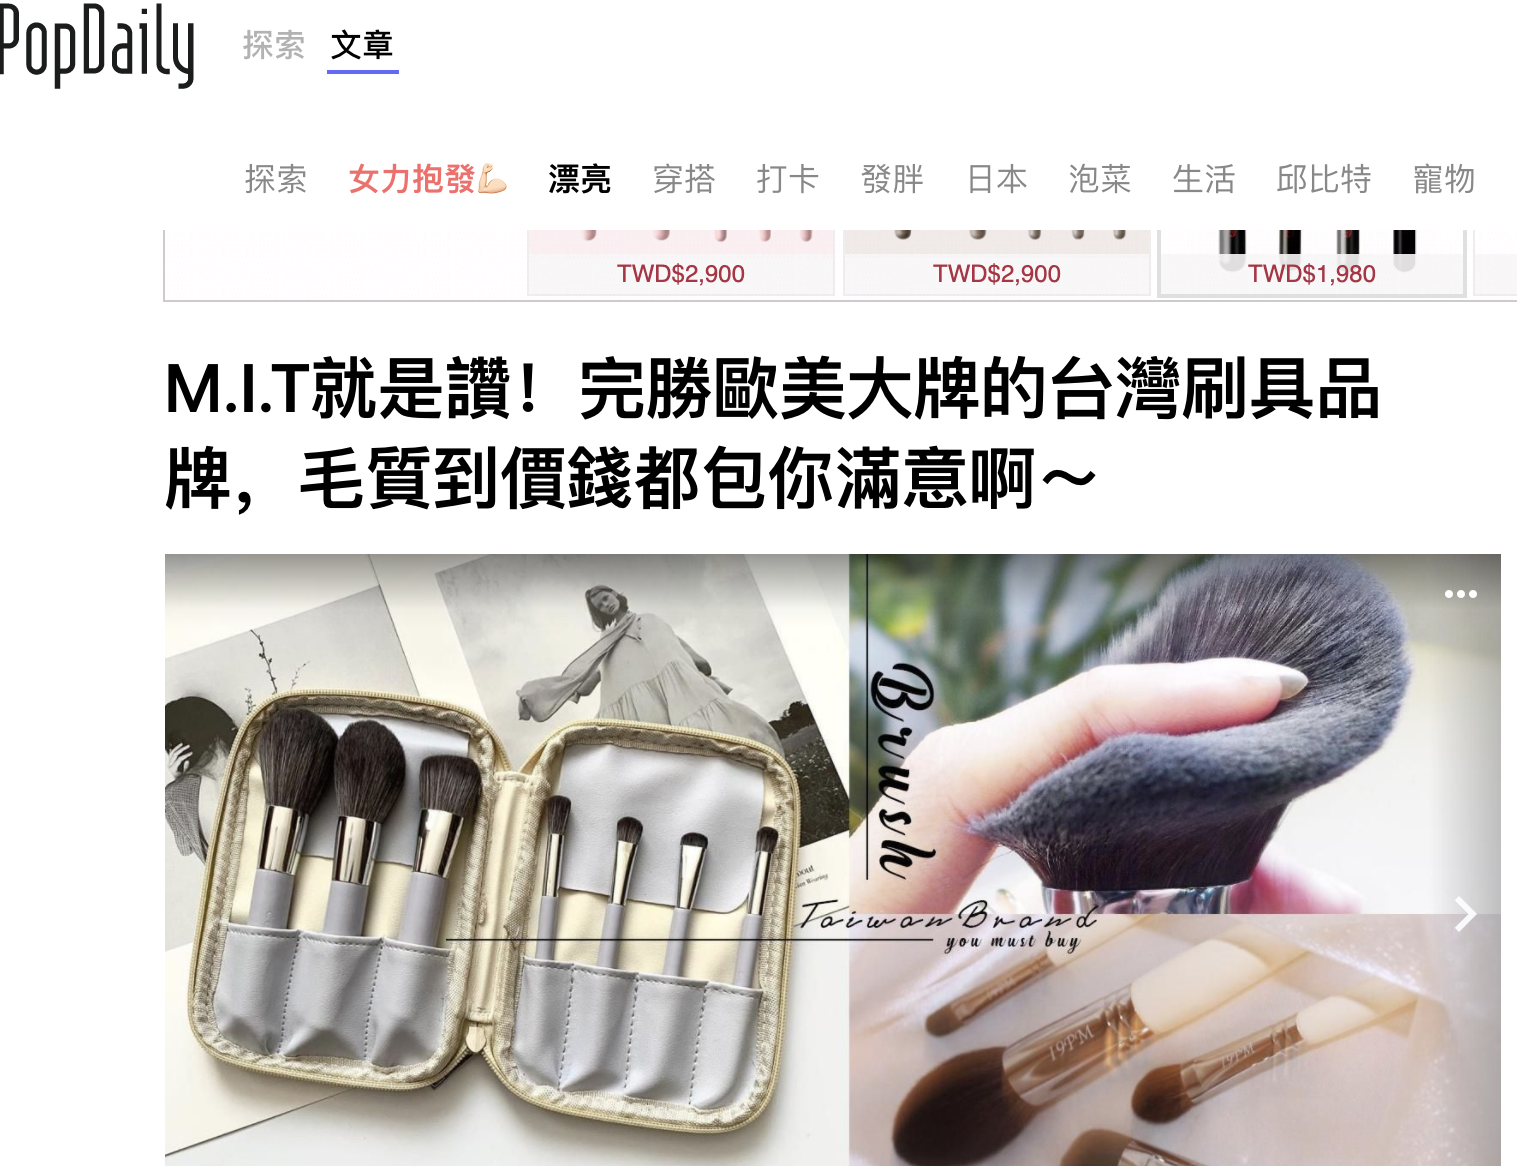 PopDaily
探索 文章
探索 女力抱發💪🏻 漂亮 穿搭 打卡 發胖 日本 泡菜 生活 邱比特 寵物
TWD$2,900 TWD$2,900 TWD$1,980
M.I.T就是讚！完勝歐美大牌的台灣刷具品
牌，毛質到價錢都包你滿意啊～
Brush
Taiwan Brand
you must buy
19PM
19PM